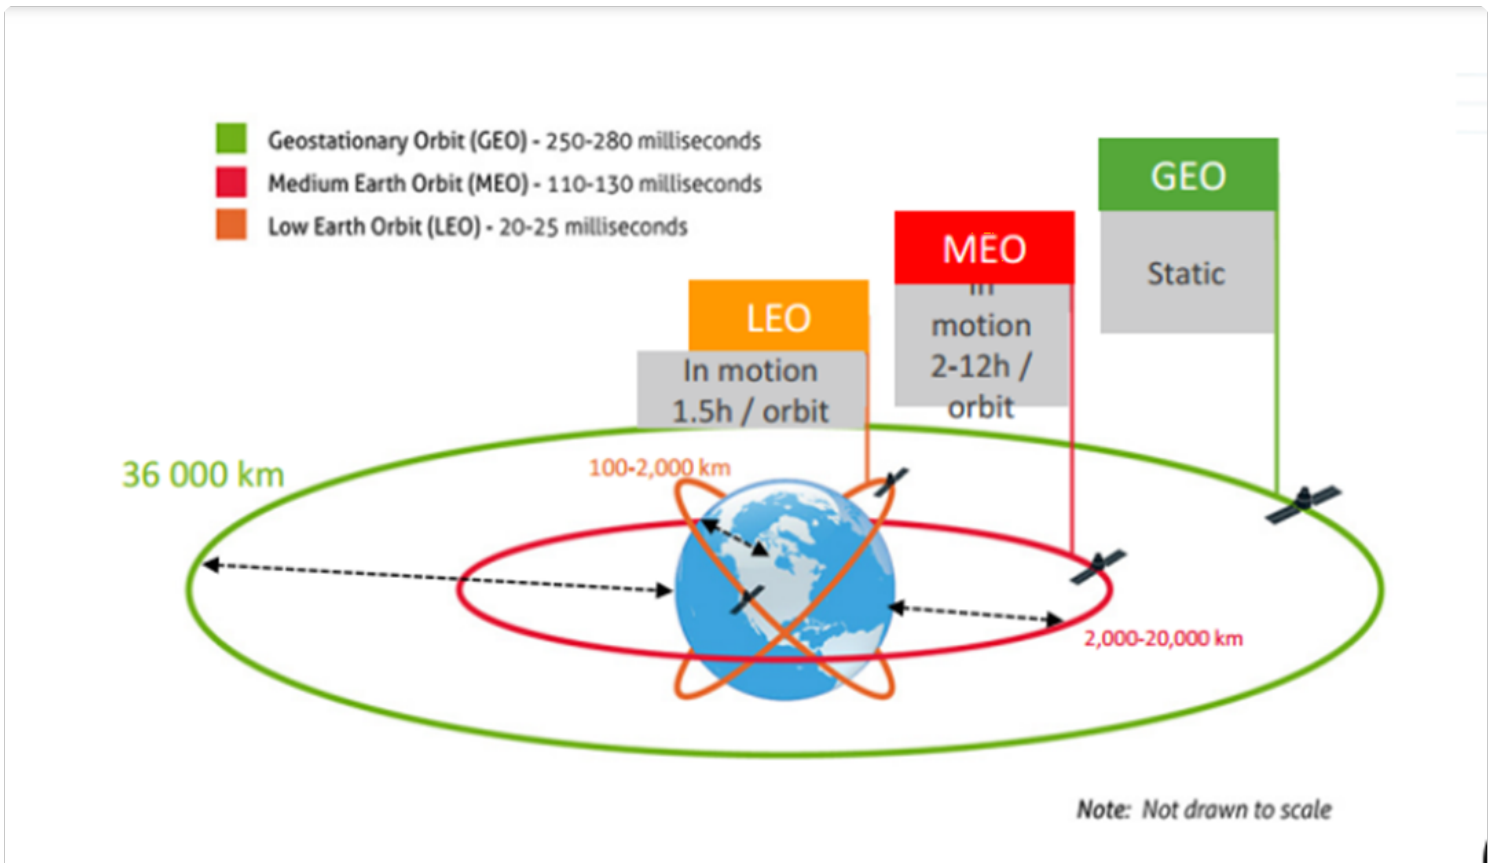 Geostationary Orbit (GEO) - 250-280 milliseconds
Medium Earth Orbit (MEO) - 110-130 milliseconds
Low Earth Orbit (LEO) - 20-25 milliseconds
GEO
Static
MEO
In
motion
2-12h /
orbit
LEO
In motion
1.5h / orbit
36 000 km
100-2,000 km
2,000-20,000 km
Note: Not drawn to scale